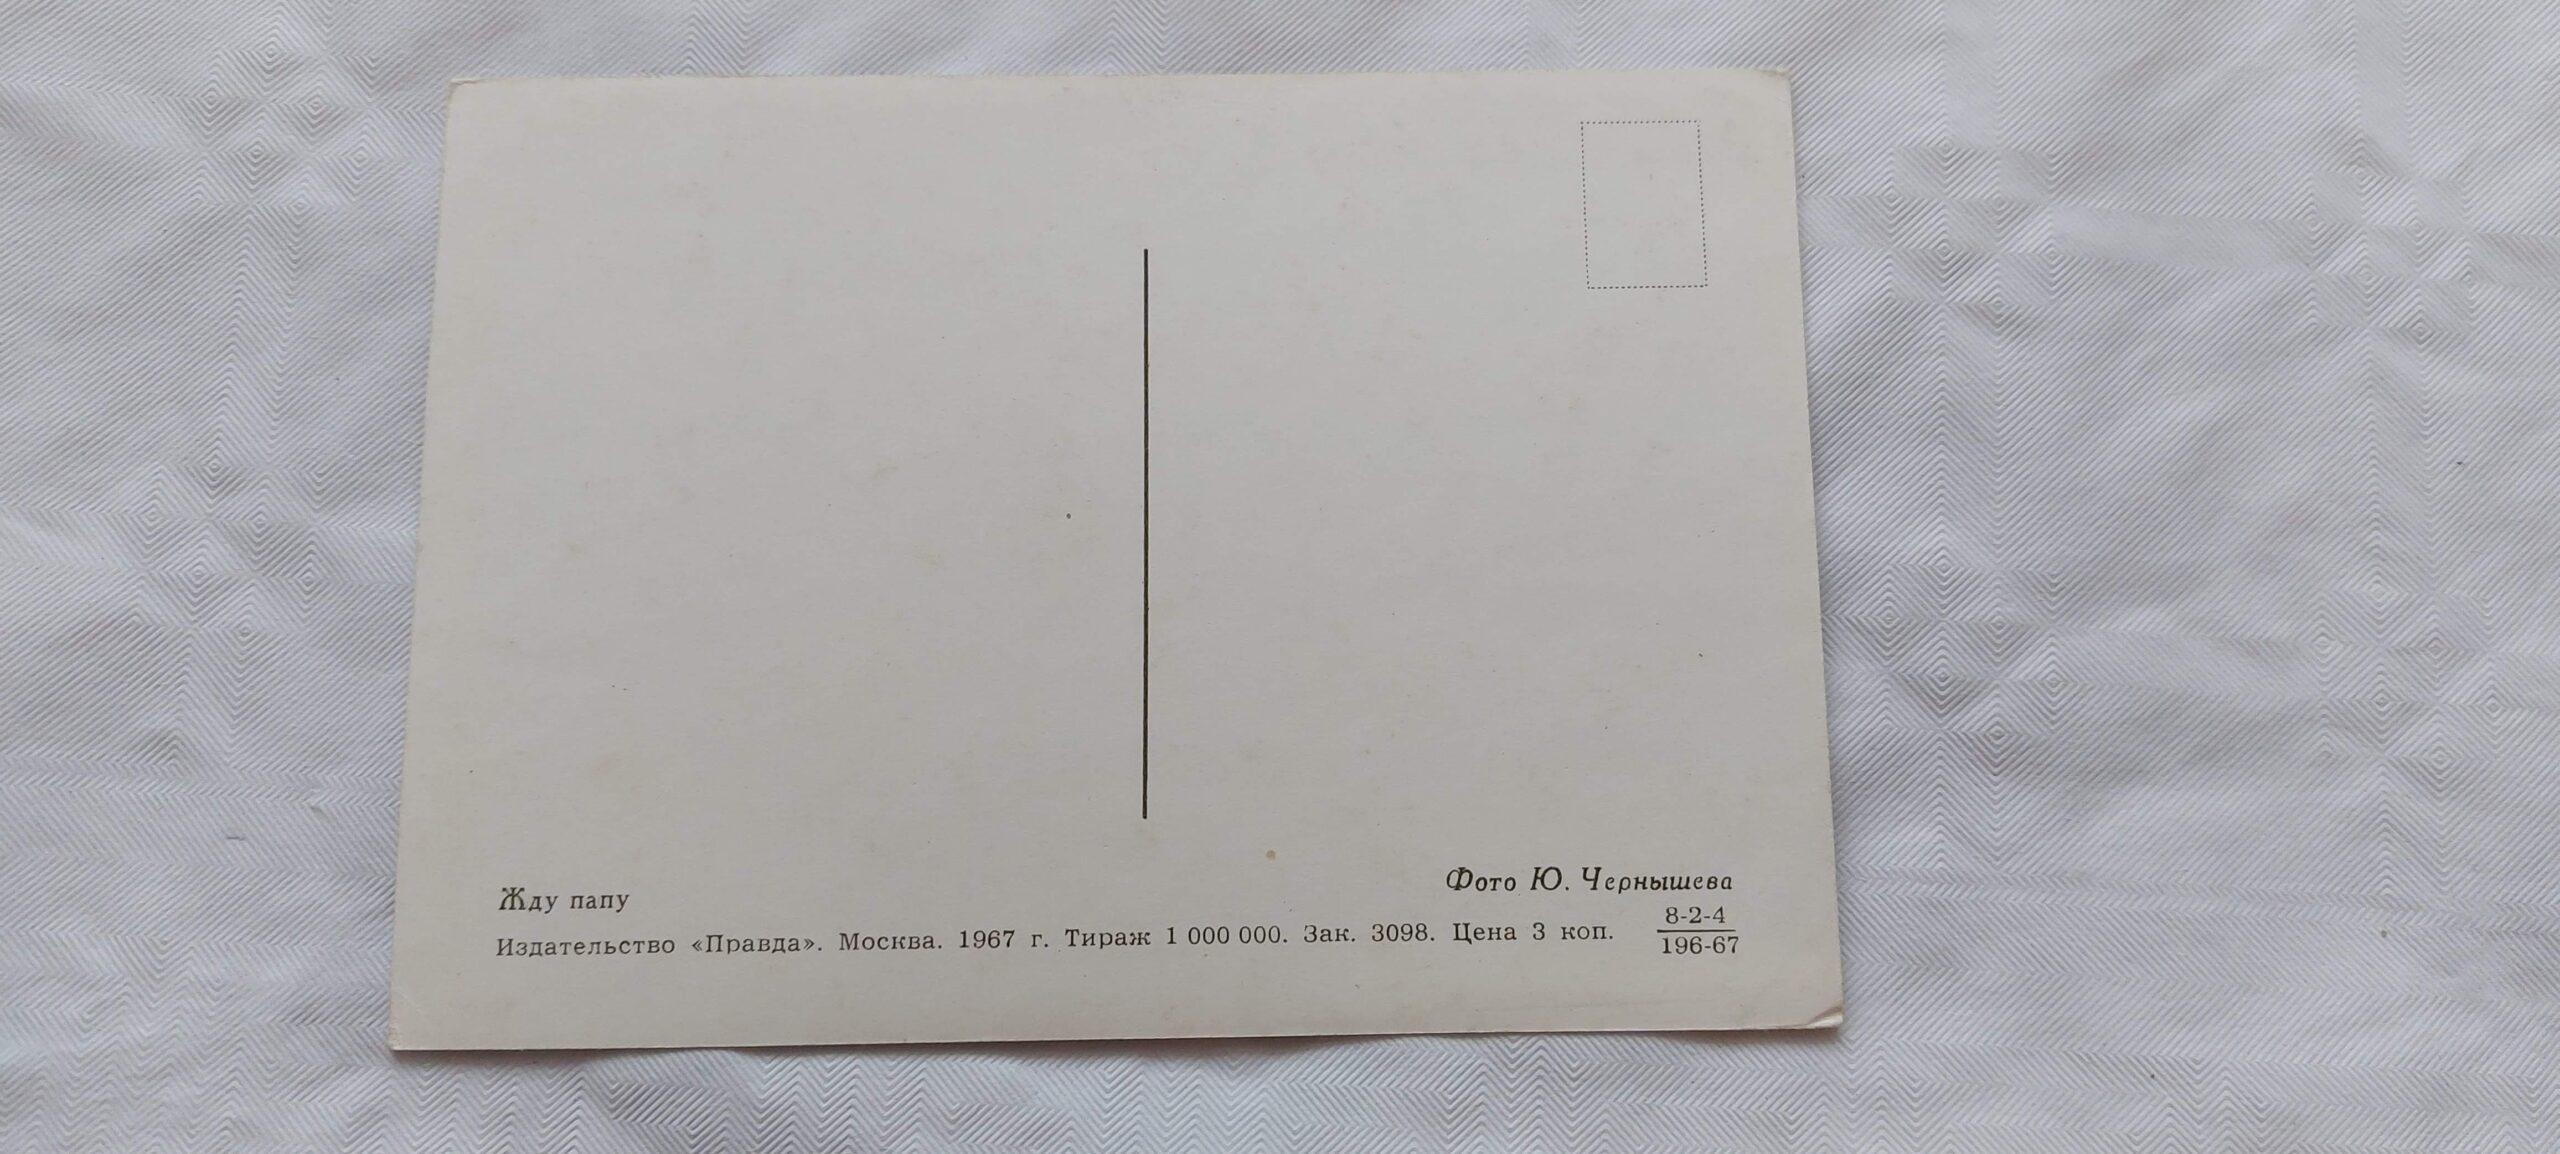 Жду папу
Фото Ю. Чернышева
Издательство «Правда». Москва. 1967 г. Тираж 1 000 000. Зак. 3098. Цена 3 коп.
8-2-4
196-67